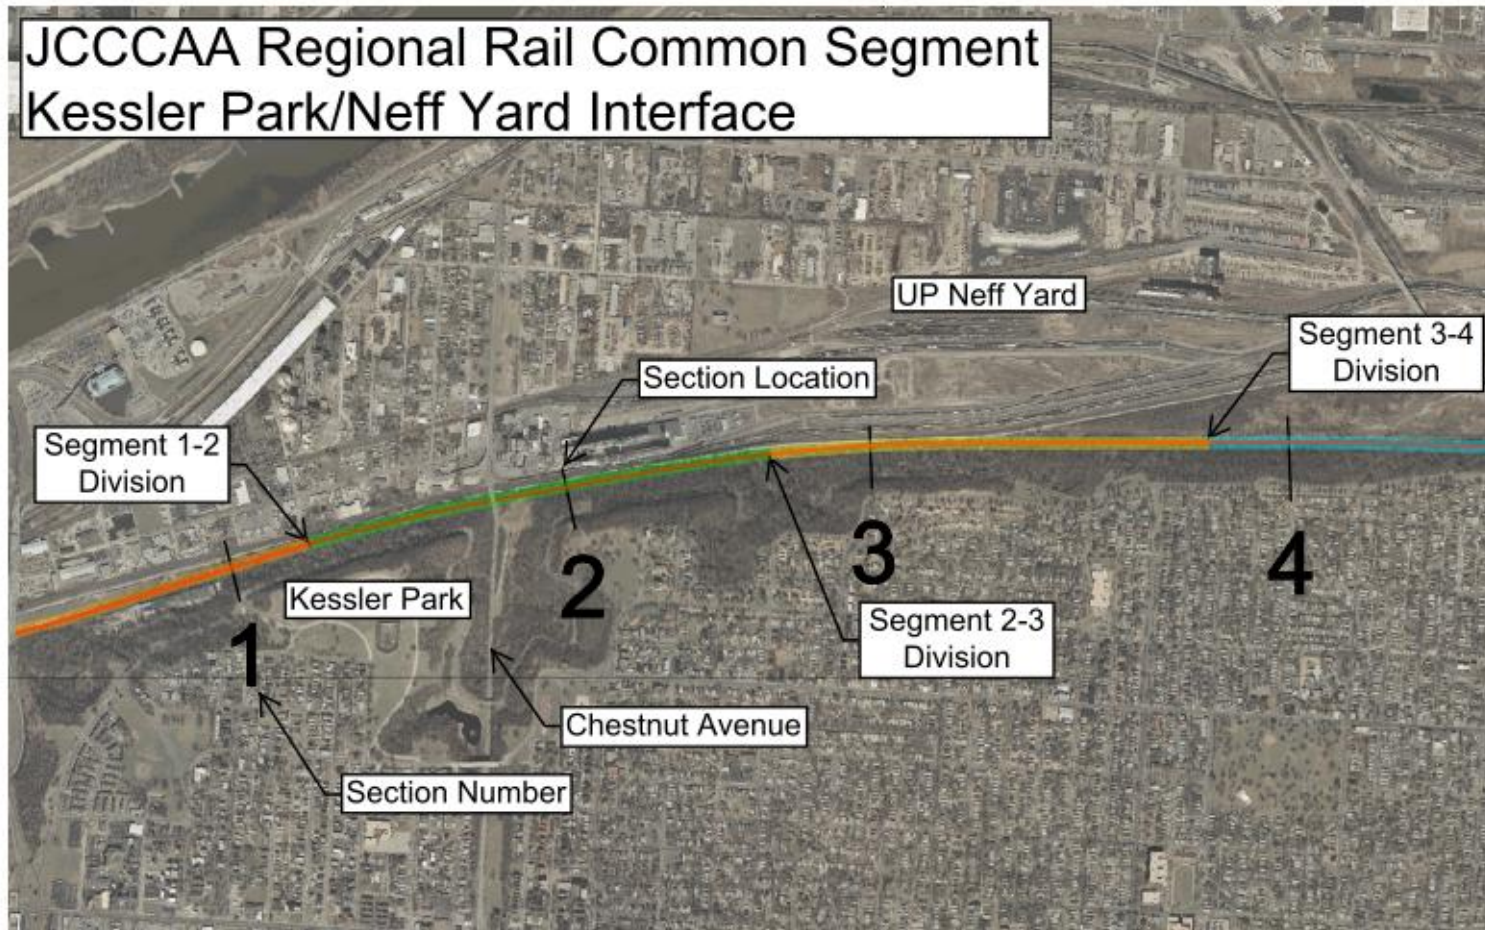 JCCCAA Regional Rail Common Segment
Kessler Park/Neff Yard Interface
UP Neff Yard
Segment 3-4
Division
Section Location
Segment 1-2
Division
Kessler Park
1
2
3
4
Segment 2-3
Division
Chestnut Avenue
Section Number